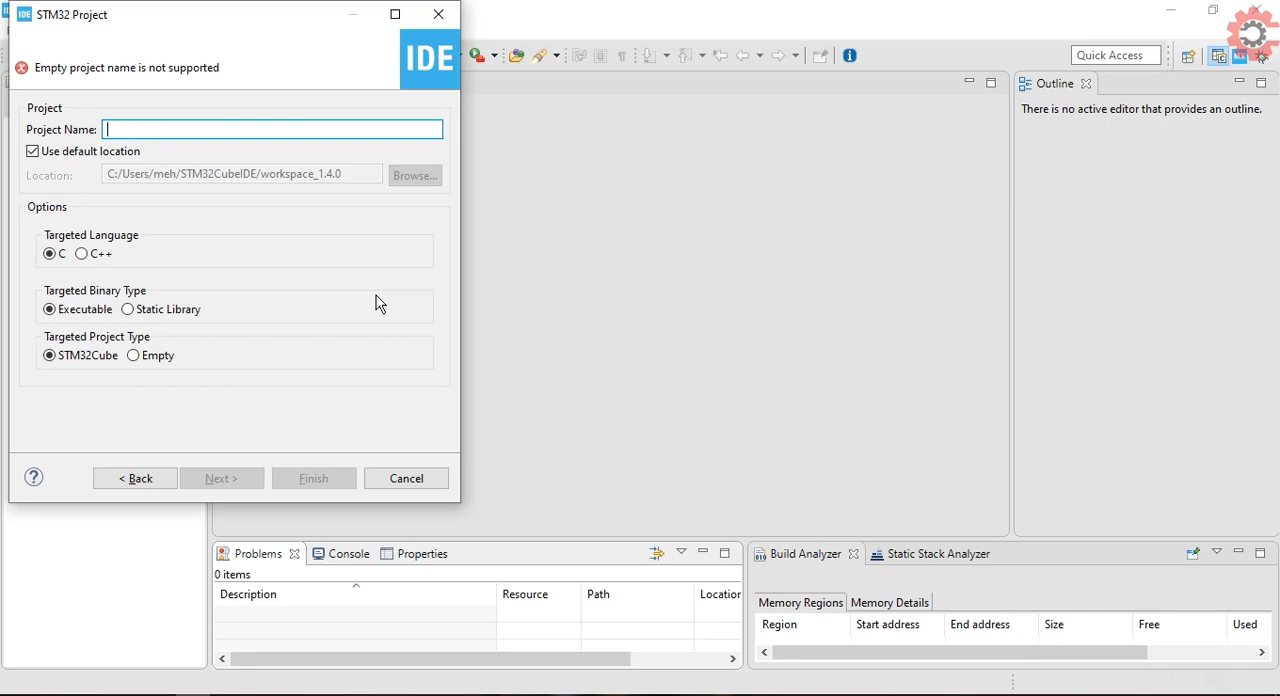 STM32 Project
Empty project name is not supported
IDE
Project
Project Name:
Use default location
Location: C:/Users/meh/STM32CubeIDE/workspace_1.4.0 Browse...
Options
Targeted Language
C C++
Targeted Binary Type
Executable Static Library
Targeted Project Type
STM32Cube Empty
? < Back Next > Finish Cancel
Quick Access
Outline
There is no active editor that provides an outline.
Problems Console Properties
0 items
Description Resource Path Location
Build Analyzer Static Stack Analyzer
Memory Regions Memory Details
Region Start address End address Size Free Used